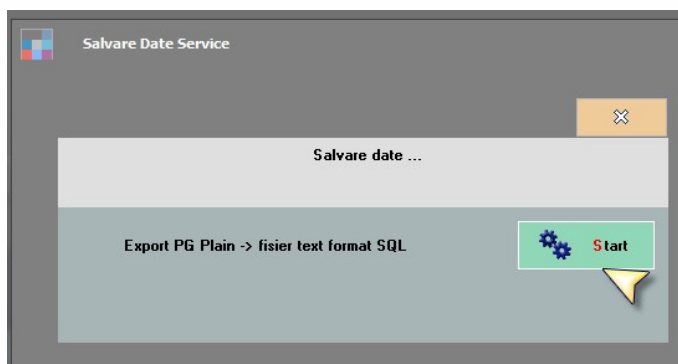 Salvare Date Service
Salvare date ...
Export PG Plain -> fisier text format SQL
Start